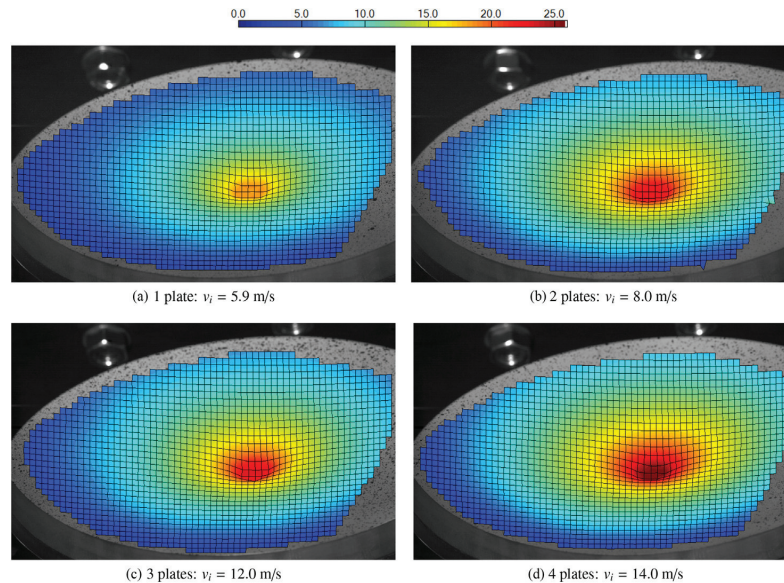 0.0 5.0 10.0 15.0 20.0 25.0
(a) 1 plate: vᵢ = 5.9 m/s
(b) 2 plates: vᵢ = 8.0 m/s
(c) 3 plates: vᵢ = 12.0 m/s
(d) 4 plates: vᵢ = 14.0 m/s